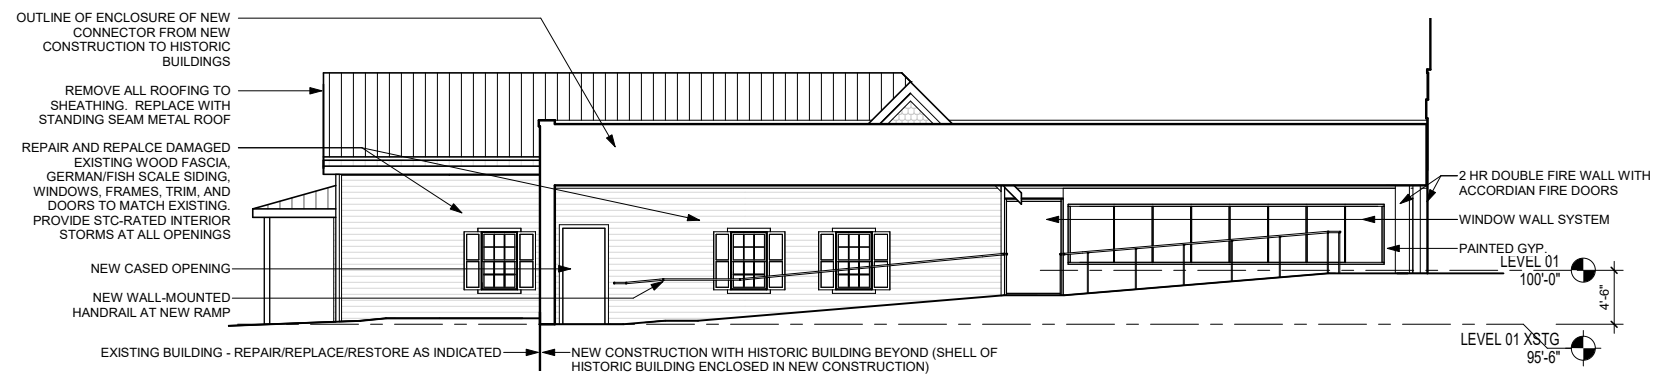 OUTLINE OF ENCLOSURE OF NEW
CONNECTOR FROM NEW
CONSTRUCTION TO HISTORIC
BUILDINGS
REMOVE ALL ROOFING TO
SHEATHING. REPLACE WITH
STANDING SEAM METAL ROOF
REPAIR AND REPALCE DAMAGED
EXISTING WOOD FASCIA,
GERMAN/FISH SCALE SIDING,
WINDOWS, FRAMES, TRIM, AND
DOORS TO MATCH EXISTING.
PROVIDE STC-RATED INTERIOR
STORMS AT ALL OPENINGS
NEW CASED OPENING
NEW WALL-MOUNTED
HANDRAIL AT NEW RAMP
EXISTING BUILDING - REPAIR/REPLACE/RESTORE AS INDICATED
NEW CONSTRUCTION WITH HISTORIC BUILDING BEYOND (SHELL OF
HISTORIC BUILDING ENCLOSED IN NEW CONSTRUCTION)
2 HR DOUBLE FIRE WALL WITH
ACCORDIAN FIRE DOORS
WINDOW WALL SYSTEM
PAINTED GYP.
LEVEL 01
100'-0"
4'-6"
LEVEL 01 XSTG
95'-6"